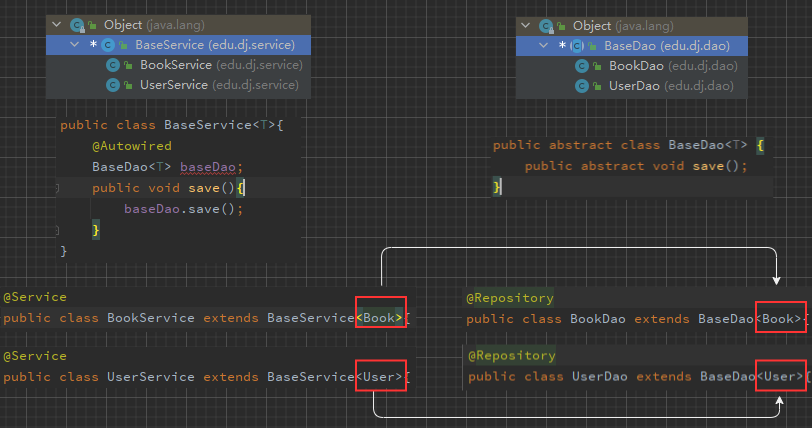 Object (java.lang)
* BaseService (edu.dj.service)
BookService (edu.dj.service)
UserService (edu.dj.service)
Object (java.lang)
* BaseDao (edu.dj.dao)
BookDao (edu.dj.dao)
UserDao (edu.dj.dao)
public class BaseService<T>{
@Autowired
BaseDao<T> baseDao;
public void save(){
baseDao.save();
}
}
public abstract class BaseDao<T> {
public abstract void save();
}
@Service
public class BookService extends BaseService<Book>{
@Repository
public class BookDao extends BaseDao<Book>{
@Service
public class UserService extends BaseService<User>{
@Repository
public class UserDao extends BaseDao<User>{